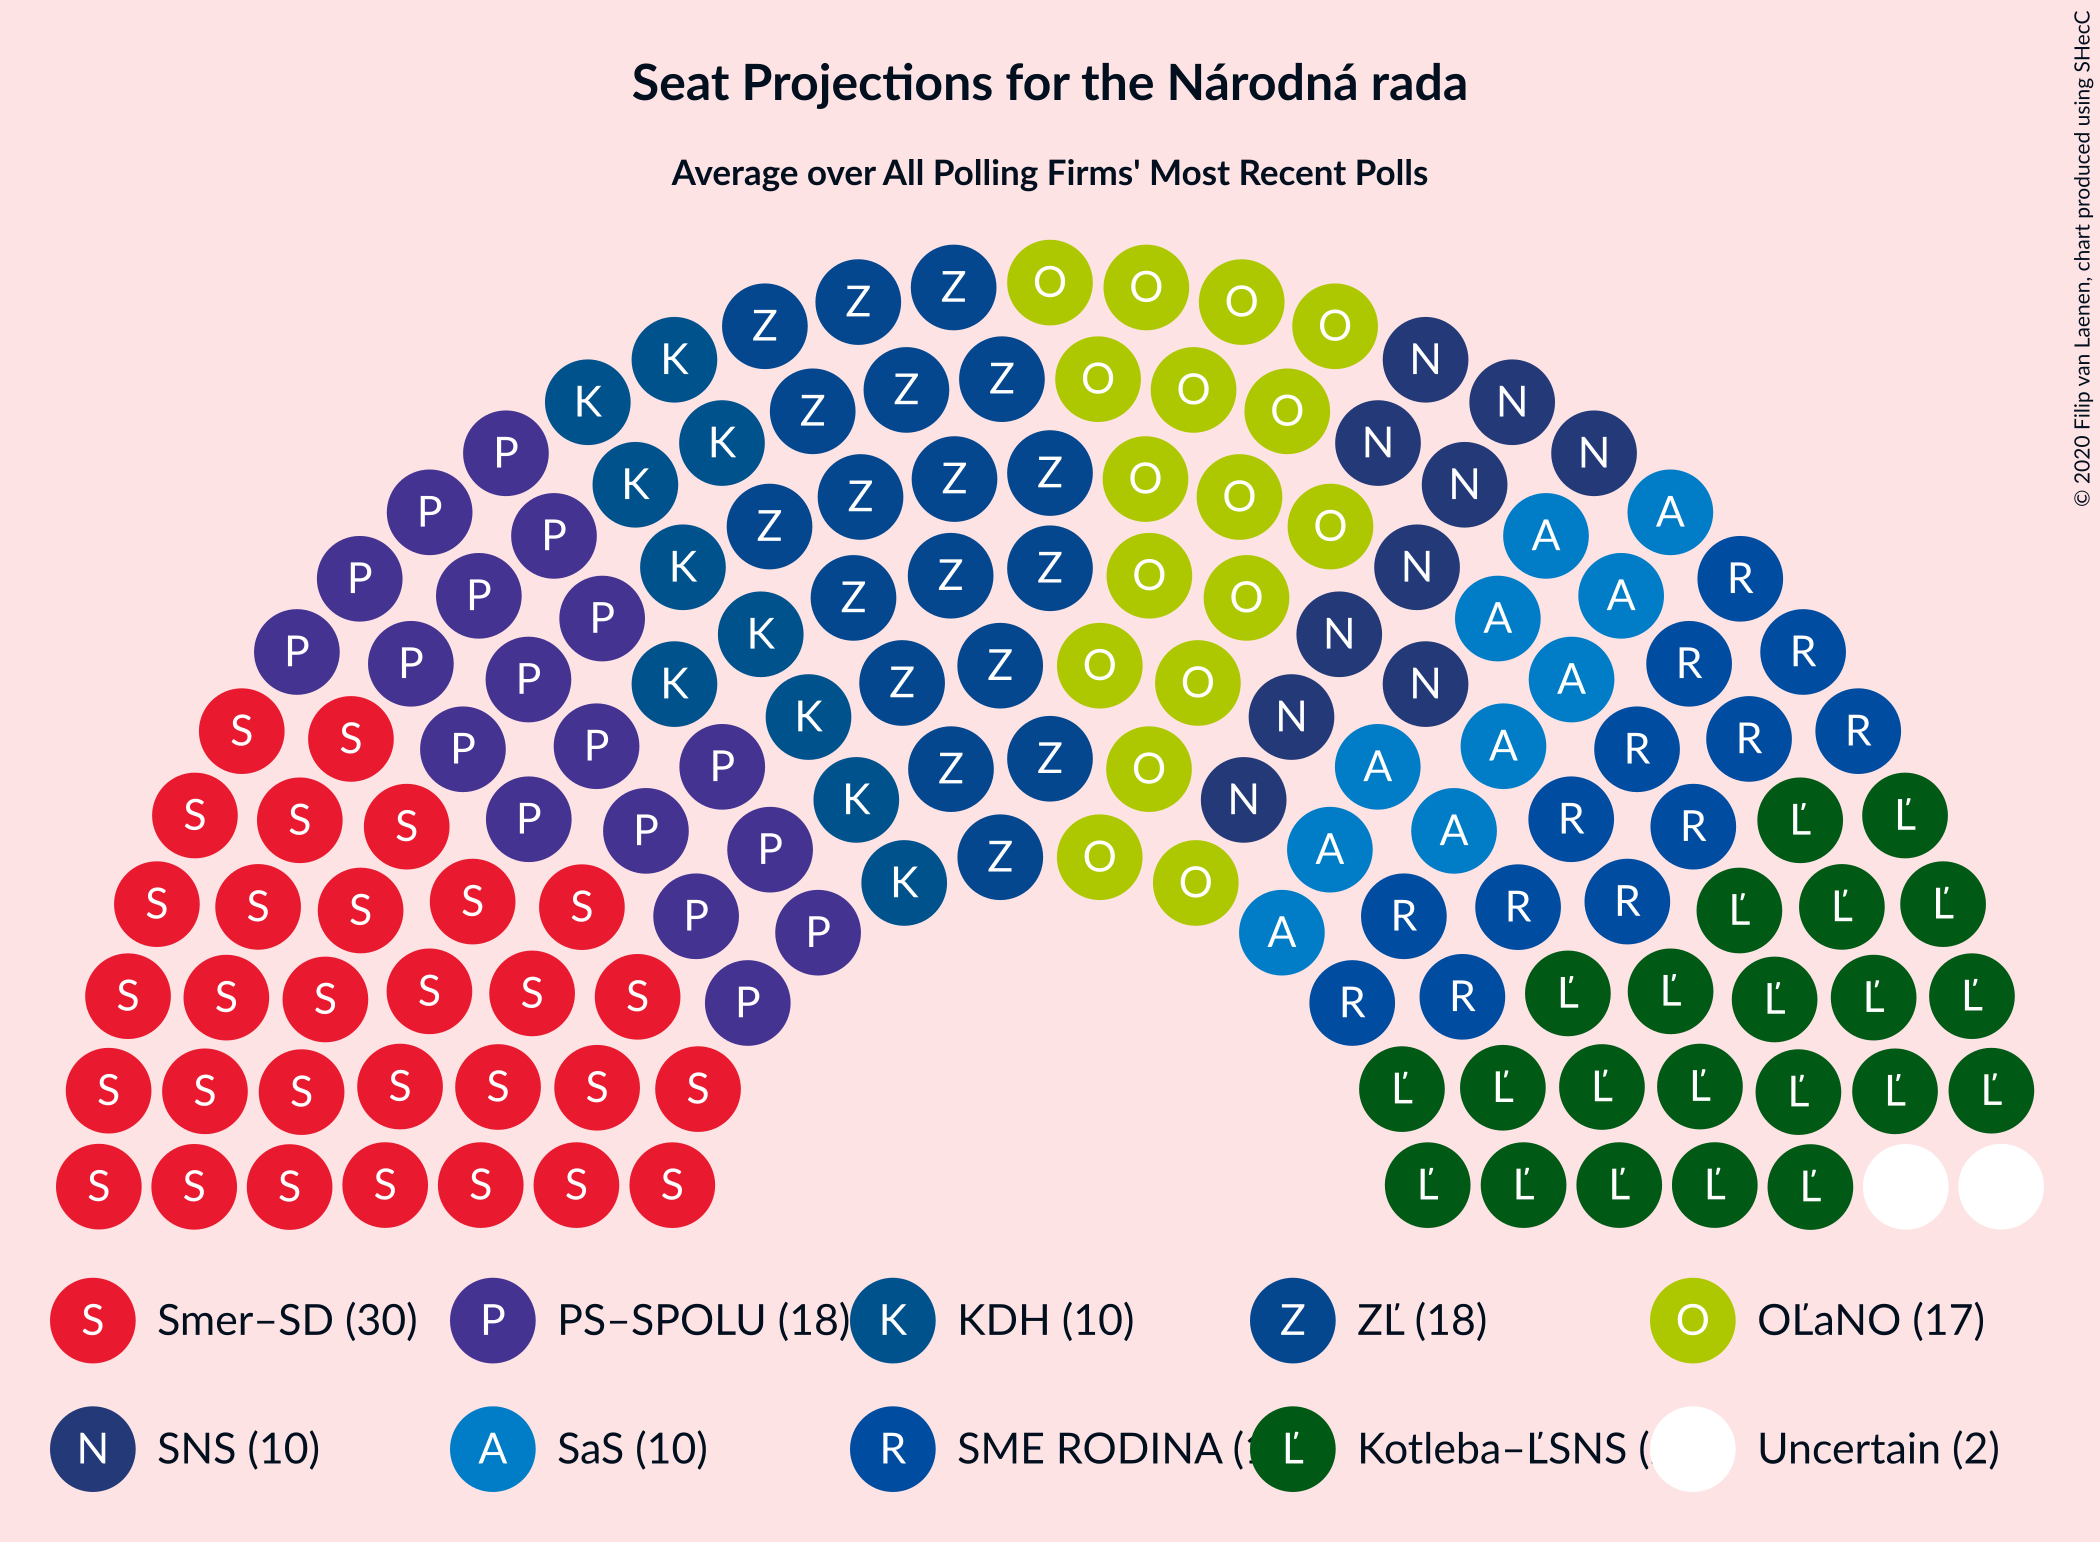 © 2020 Filip van Laenen, chart produced using SHecC
Seat Projections for the Národná rada
Average over All Polling Firms' Most Recent Polls
Z Z O O O
Z O
K N
Z Z O O
K Z O N
P K N N
K Z Z O N
P Z O A
P Z O A
P K Z Z O N R
P Z O A
P K N A
P P Z O R R
P K Z O N A
S K N R
S P P A R R
P Z Z O A
S S S P P K N A R R Ľ Ľ
P Z O A
K O
S S S S S P R R R Ľ Ľ Ľ
P A
S S S S S S P R R Ľ Ľ Ľ Ľ Ľ
S S S S S S S Ľ Ľ Ľ Ľ Ľ Ľ Ľ
S S S S S S S Ľ Ľ Ľ Ľ Ľ
S Smer–SD (30) P PS–SPOLU (18) K KDH (10) Z ZĽ (18) O OĽaNO (17)
N SNS (10) A SaS (10) R SME RODINA ( Ľ Kotleba–ĽSNS ( Uncertain (2)